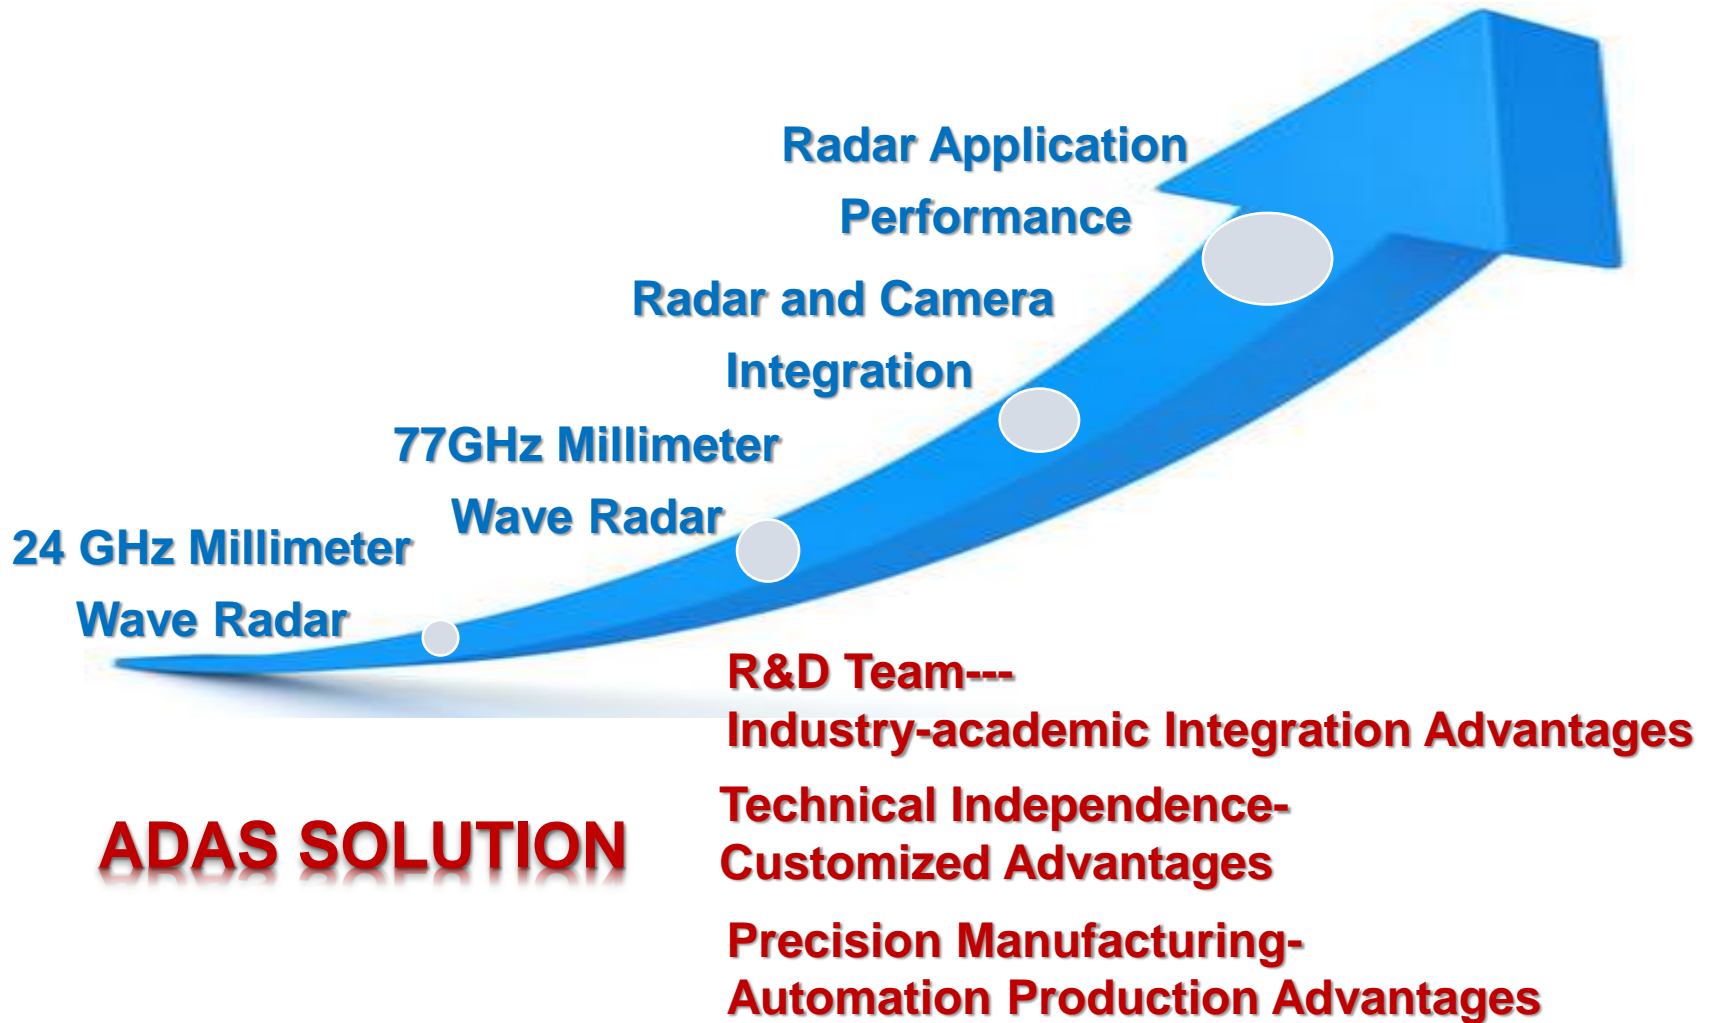 Radar Application
Performance
Radar and Camera
Integration
77GHz Millimeter
Wave Radar
24 GHz Millimeter
Wave Radar
R&D Team---
Industry-academic Integration Advantages
ADAS SOLUTION
Technical Independence-
Customized Advantages
Precision Manufacturing-
Automation Production Advantages